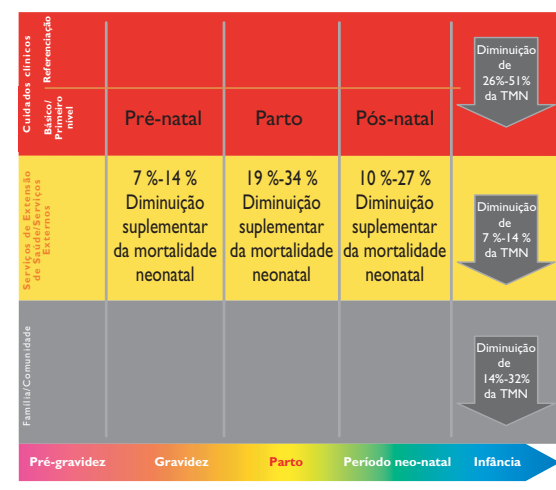 Cuidados clínicos
Referenciação
Básico/
Primeiro
nível
Pré-natal
Parto
Pós-natal
Diminuição
de
26%-51%
da TMN
Serviços de Extensão
de Saúde/Serviços
Externos
7 %-14 %
Diminuição
suplementar
da mortalidade
neonatal
19 %-34 %
Diminuição
suplementar
da mortalidade
neonatal
10 %-27 %
Diminuição
suplementar
da mortalidade
neonatal
Diminuição
de
7 %-14 %
da TMN
Família/Comunidade
Diminuição
de
14%-32%
da TMN
Pré-gravidez
Gravidez
Parto
Período neo-natal
Infância